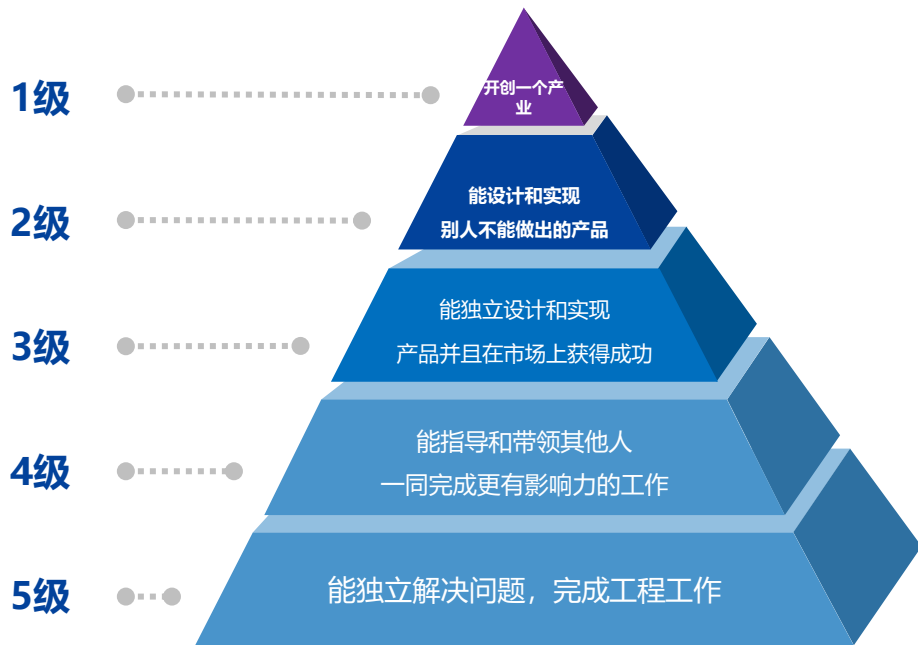 1级
开创一个产
业
2级
能设计和实现
别人不能做出的产品
3级
能独立设计和实现
产品并且在市场上获得成功
4级
能指导和带领其他人
一同完成更有影响力的工作
5级
能独立解决问题，完成工程工作